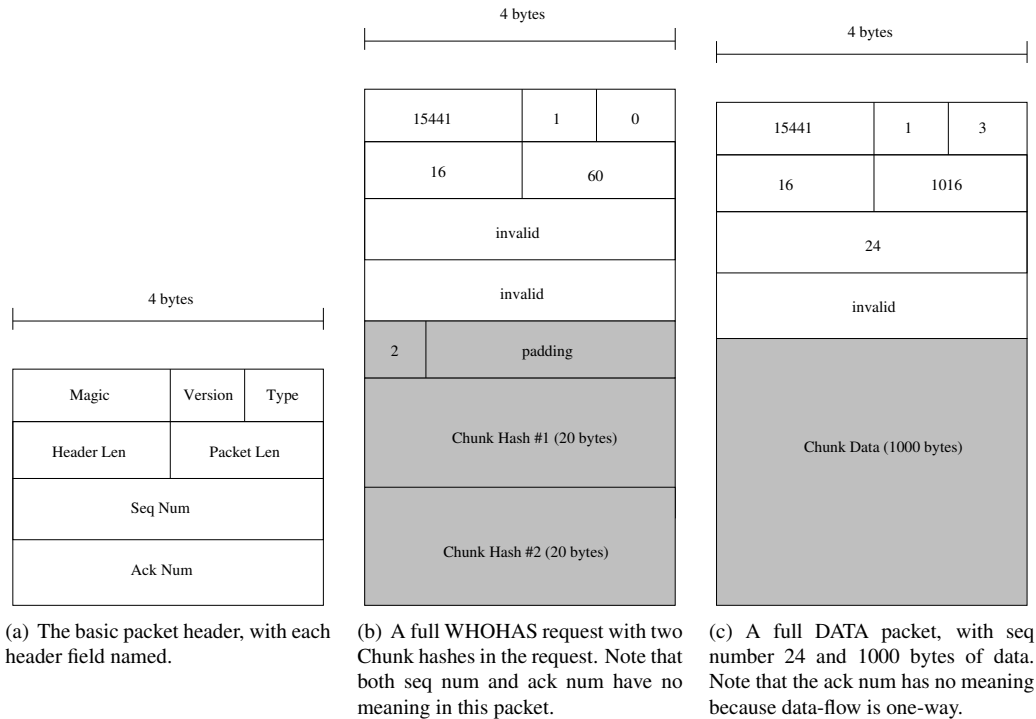 4 bytes
Magic Version Type
Header Len Packet Len
Seq Num
Ack Num
(a) The basic packet header, with each
header field named.
4 bytes
15441 1 0
16 60
invalid
invalid
2 padding
Chunk Hash #1 (20 bytes)
Chunk Hash #2 (20 bytes)
(b) A full WHOHAS request with two
Chunk hashes in the request. Note that
both seq num and ack num have no
meaning in this packet.
4 bytes
15441 1 3
16 1016
24
invalid
Chunk Data (1000 bytes)
(c) A full DATA packet, with seq
number 24 and 1000 bytes of data.
Note that the ack num has no meaning
because data-flow is one-way.